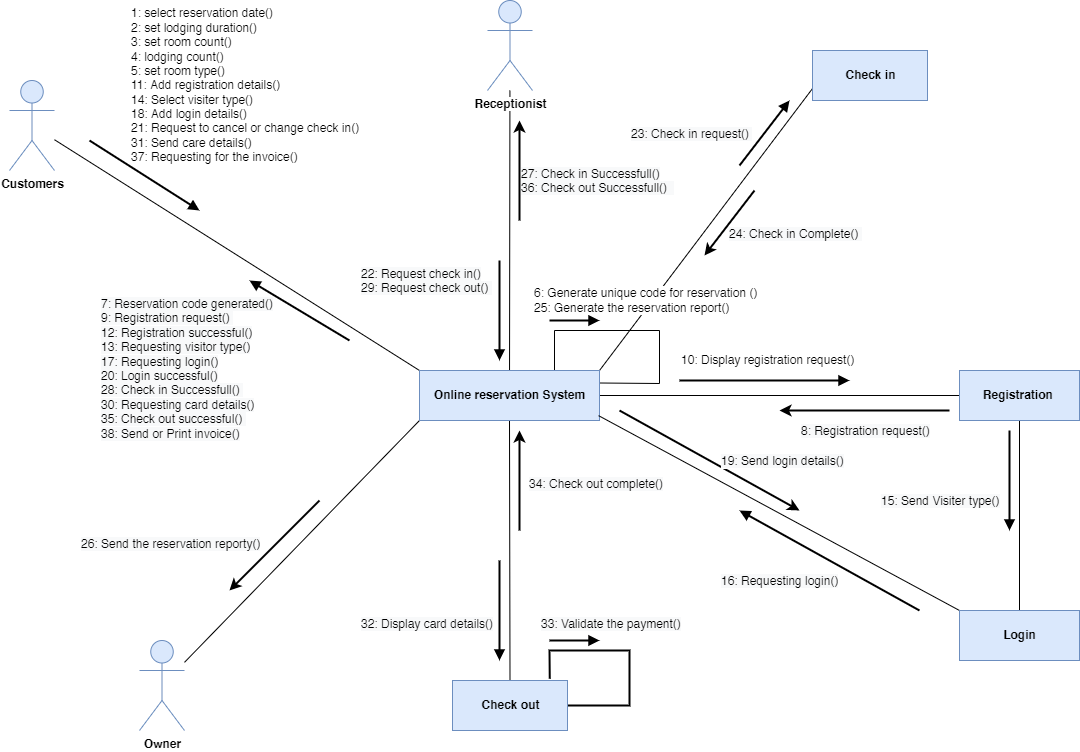 1: select reservation date()
2: set lodging duration()
3: set room count()
4: lodging count()
5: set room type()
11: Add registration details()
14: Select visiter type()
18: Add login details()
21: Request to cancel or change check in()
31: Send care details()
37: Requesting for the invoice()
Customers
Receptionist
Check in
23: Check in request()
27: Check in Successfull()
36: Check out Successfull()
24: Check in Complete()
22: Request check in()
29: Request check out()
6: Generate unique code for reservation ()
25: Generate the reservation report()
7: Reservation code generated()
9: Registration request()
12: Registration successful()
13: Requesting visitor type()
17: Requesting login()
20: Login successful()
28: Check in Successfull()
30: Requesting card details()
35: Check out successful()
38: Send or Print invoice()
10: Display registration request()
Online reservation System
Registration
8: Registration request()
19: Send login details()
34: Check out complete()
15: Send Visiter type()
26: Send the reservation reporty()
16: Requesting login()
32: Display card details()
33: Validate the payment()
Login
Check out
Owner